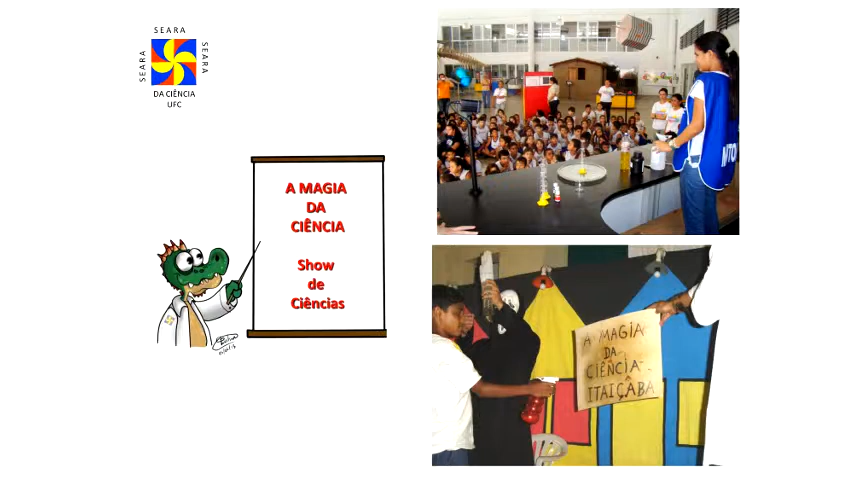 SEARA
SEARA
SEARA
DA CIÊNCIA
UFC
A MAGIA
DA
CIÊNCIA
Show
de
Ciências
A MAGIA
DA
CIÊNCIA-
ITAIÇABA